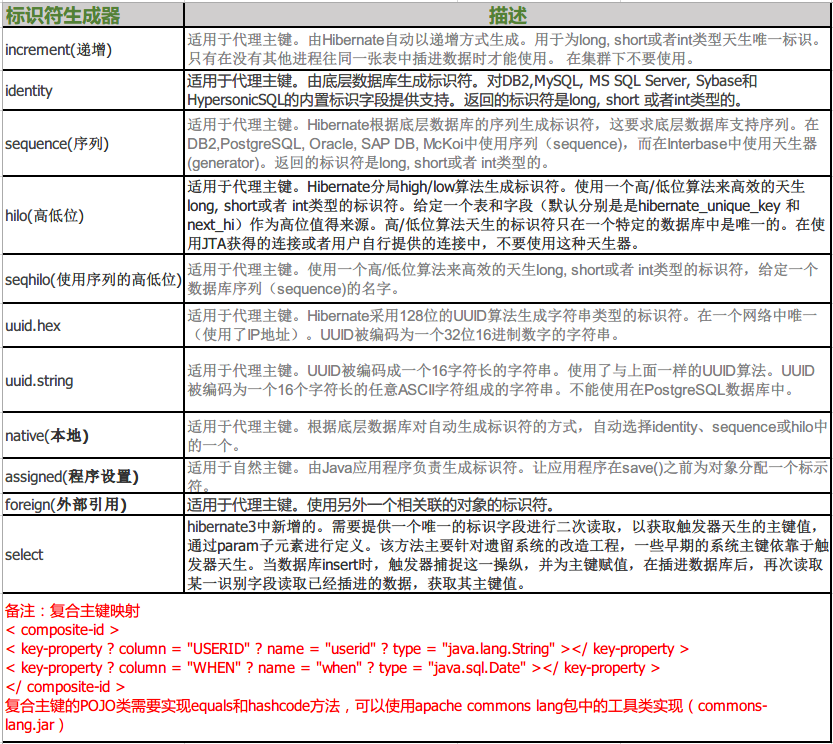 标识符生成器 描述
increment(递增)
适用于代理主键。由Hibernate自动以递增方式生成。用于为long, short或者int类型天生唯一标识。
只有在没有其他进程往同一张表中插进数据时才能使用。 在集群下不要使用。
identity
适用于代理主键。由底层数据库生成标识符。对DB2,MySQL, MS SQL Server, Sybase和
HypersonicSQL的内置标识字段提供支持。返回的标识符是long, short 或者int类型的。
sequence(序列)
适用于代理主键。Hibernate根据底层数据库的序列生成标识符，这要求底层数据库支持序列。在
DB2,PostgreSQL, Oracle, SAP DB, McKoi中使用序列（sequence)，而在Interbase中使用天生器
(generator)。返回的标识符是long, short或者 int类型的。
hilo(高低位)
适用于代理主键。Hibernate分局high/low算法生成标识符。使用一个高/低位算法来高效的天生
long, short或者 int类型的标识符。给定一个表和字段（默认分别是是hibernate_unique_key 和
next_hi）作为高位值得来源。高/低位算法天生的标识符只在一个特定的数据库中是唯一的。在使
用JTA获得的连接或者用户自行提供的连接中，不要使用这种天生器。
seqhilo(使用序列的高低位)
适用于代理主键。使用一个高/低位算法来高效的天生long, short或者 int类型的标识符，给定一个
数据库序列（sequence)的名字。
uuid.hex
适用于代理主键。Hibernate采用128位的UUID算法生成字符串类型的标识符。在一个网络中唯一
（使用了IP地址）。UUID被编码为一个32位16进制数字的字符串。
uuid.string
适用于代理主键。UUID被编码成一个16字符长的字符串。使用了与上面一样的UUID算法。UUID
被编码为一个16个字符长的任意ASCII字符组成的字符串。不能使用在PostgreSQL数据库中。
native(本地)
适用于代理主键。根据底层数据库对自动生成标识符的方式，自动选择identity、sequence或hilo中
的一个。
assigned(程序设置)
适用于自然主键。由Java应用程序负责生成标识符。让应用程序在save()之前为对象分配一个标示
符。
foreign(外部引用)
适用于代理主键。使用另外一个相关联的对象的标识符。
select
hibernate3中新增的。需要提供一个唯一的标识字段进行二次读取，以获取触发器天生的主键值，
通过param子元素进行定义。该方法主要针对遗留系统的改造工程，一些早期的系统主键依靠于触
发器天生。当数据库insert时，触发器捕捉这一操纵，并为主键赋值，在插进数据库后，再次读取
某一识别字段读取已经插进的数据，获取其主键值。
备注：复合主键映射
< composite-id >
< key-property ? column = "USERID" ? name = "userid" ? type = "java.lang.String" ></ key-property >
< key-property ? column = "WHEN" ? name = "when" ? type = "java.sql.Date" ></ key-property >
</ composite-id >
复合主键的POJO类需要实现equals和hashcode方法，可以使用apache commons lang包中的工具类实现（commons-
lang.jar）